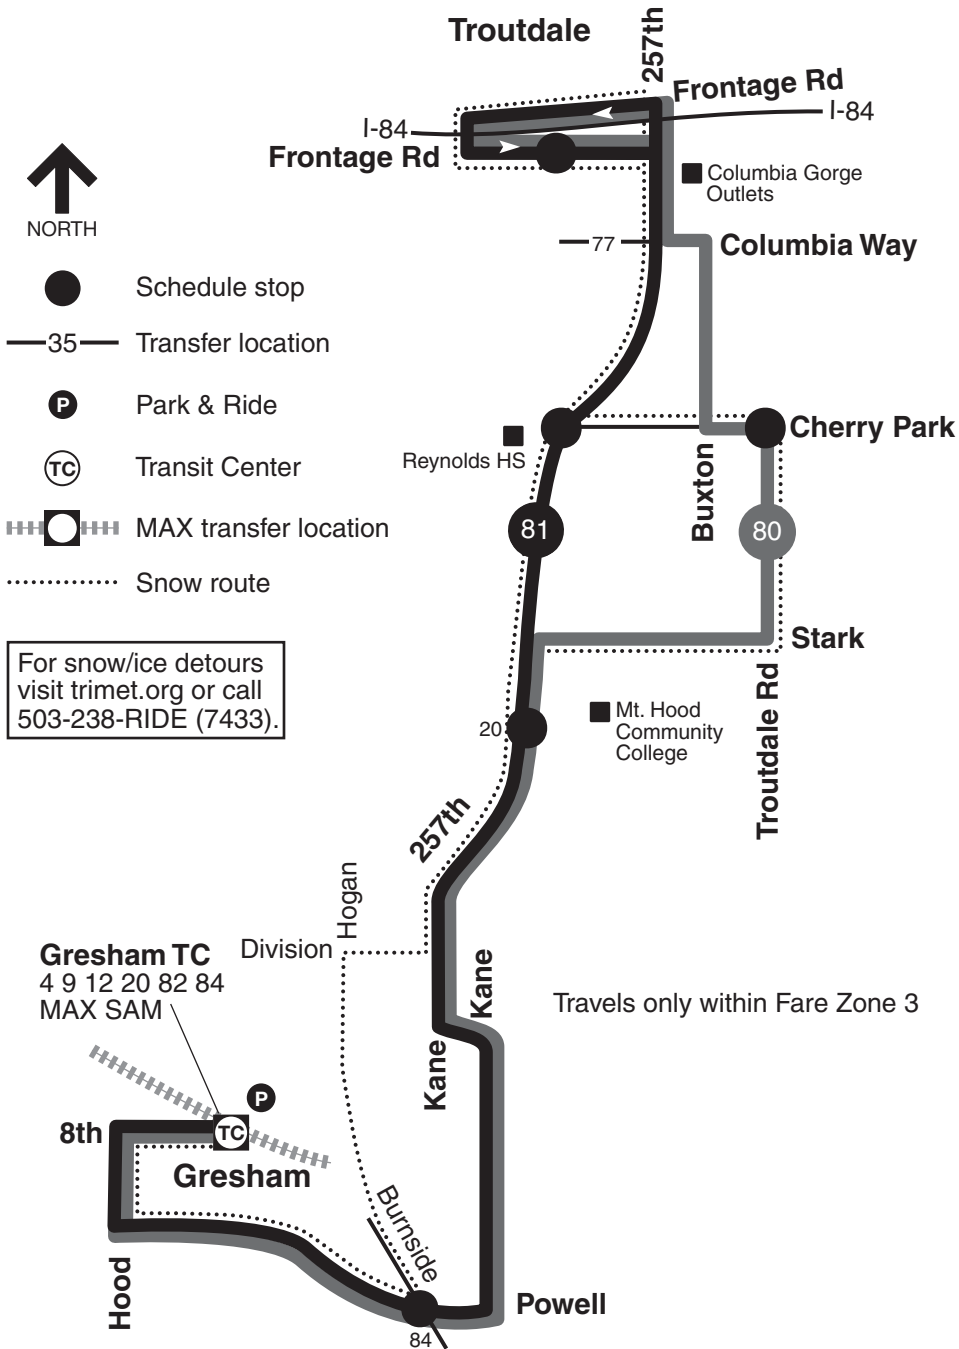 Troutdale
257th
Frontage Rd
I-84
I-84
Frontage Rd
Columbia Gorge
Outlets
NORTH
77
Columbia Way
Schedule stop
35
Transfer location
P
Park & Ride
Cherry Park
Reynolds HS
TC
Transit Center
Buxton
MAX transfer location
81
80
Snow route
Stark
For snow/ice detours
visit trimet.org or call
503-238-RIDE (7433).
Troutdale Rd
20
Mt. Hood
Community
College
257th
Hogan
Division
Gresham TC
4 9 12 20 82 84
MAX SAM
Kane
Travels only within Fare Zone 3
Kane
P
8th
TC
Gresham
Burnside
Hood
Powell
84